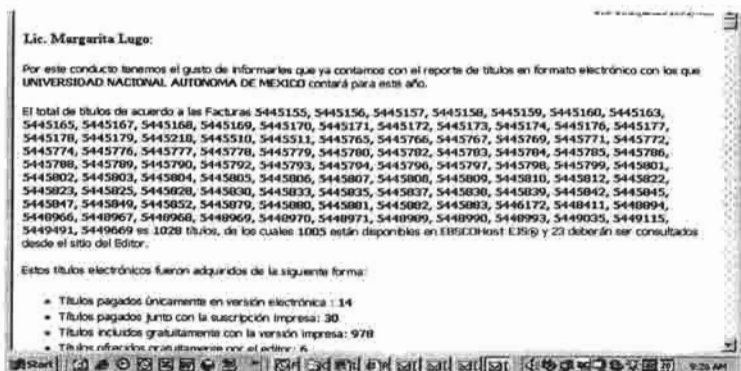 Lic. Margarita Lugo:
Por este conducto tenemos el gusto de informarles que ya contamos con el reporte de títulos en formato electrónico con los que
UNIVERSIDAD NACIONAL AUTONOMA DE MEXICO contará para este año.
El total de títulos de acuerdo a las Facturas 5445155, 5445156, 5445157, 5445158, 5445159, 5445160, 5445163,
5445165, 5445167, 5445168, 5445169, 5445170, 5445171, 5445172, 5445173, 5445174, 5445176, 5445177,
5445178, 5445179, 5445218, 5445510, 5445511, 5445765, 5445766, 5445767, 5445769, 5445771, 5445772,
5445774, 5445776, 5445777, 5445778, 5445779, 5445780, 5445782, 5445783, 5445784, 5445785, 5445786,
5445788, 5445789, 5445790, 5445792, 5445793, 5445794, 5445796, 5445797, 5445798, 5445799, 5445801,
5445802, 5445803, 5445804, 5445805, 5445806, 5445807, 5445808, 5445809, 5445810, 5445812, 5445822,
5445823, 5445825, 5445828, 5445830, 5445833, 5445835, 5445837, 5445838, 5445839, 5445842, 5445845,
5445847, 5445849, 5445852, 5445879, 5445880, 5445881, 5445882, 5445883, 5446172, 5448411, 5448894,
5448966, 5448967, 5448968, 5448969, 5448970, 5448971, 5448989, 5448990, 5448993, 5449035, 5449115,
5449491, 5449669 es 1028 títulos, de los cuales 1005 están disponibles en EBSCOHost EJS® y 23 deberán ser consultados
desde el sitio del Editor.
Estos títulos electrónicos fueron adquiridos de la siguiente forma:
• Títulos pagados únicamente en versión electrónica : 14
• Títulos pagados junto con la suscripción impresa: 30
• Títulos incluidos gratuitamente con la versión impresa: 978
• Títulos ofrecidos gratuitamente por el editor: 6
Start
9:26 AM